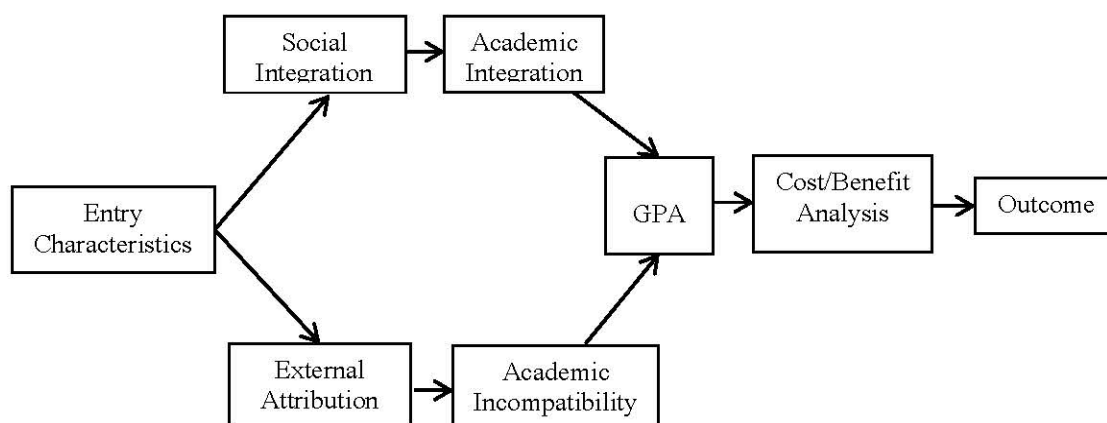 Social
Integration
Academic
Integration
Entry
Characteristics
GPA
Cost/Benefit
Analysis
Outcome
External
Attribution
Academic
Incompatibility